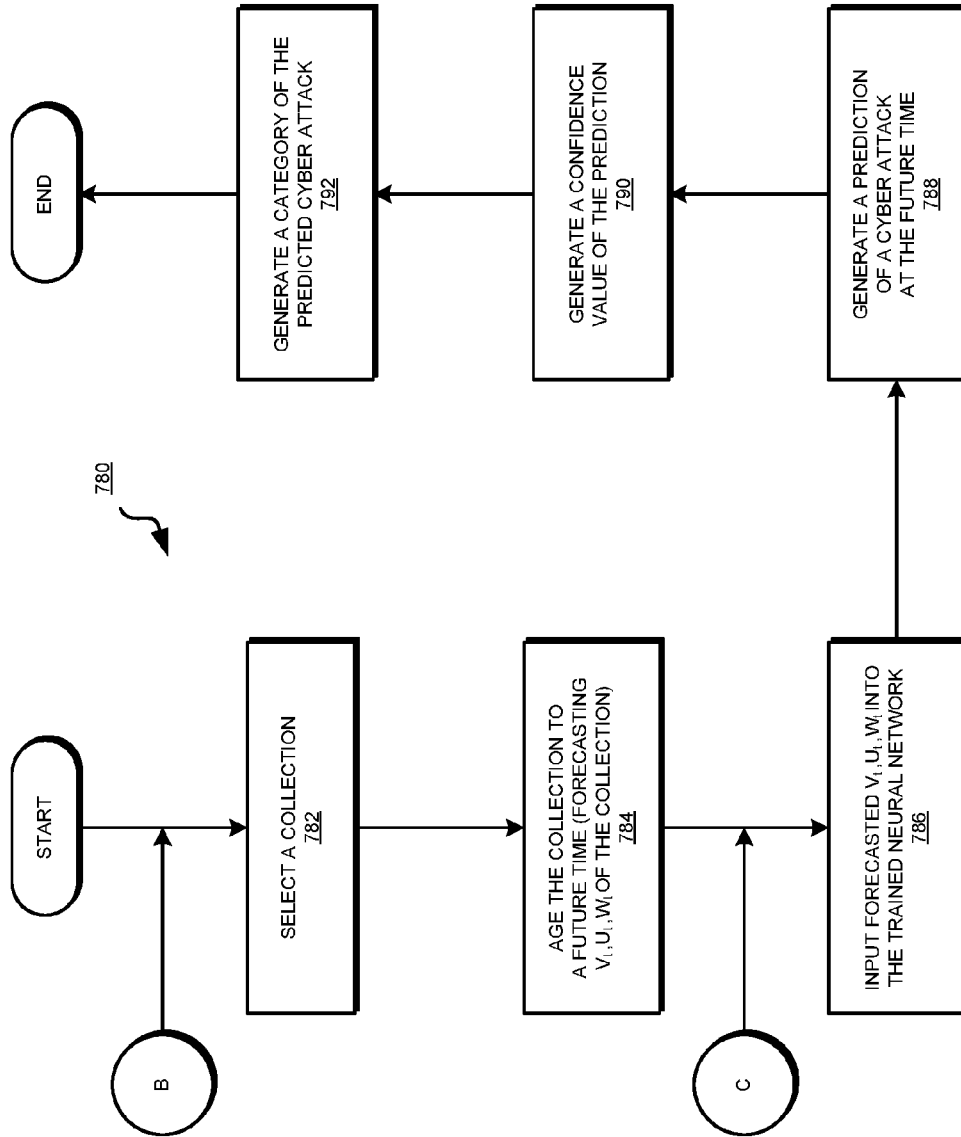 780
START
B
SELECT A COLLECTION
782
AGE THE COLLECTION TO
A FUTURE TIME (FORECASTING
Vₜ,Uₜ,Wₜ OF THE COLLECTION)
784
C
INPUT FORECASTED Vₜ,Uₜ,Wₜ INTO
THE TRAINED NEURAL NETWORK
786
GENERATE A PREDICTION
OF A CYBER ATTACK
AT THE FUTURE TIME
788
GENERATE A CONFIDENCE
VALUE OF THE PREDICTION
790
GENERATE A CATEGORY OF THE
PREDICTED CYBER ATTACK
792
END